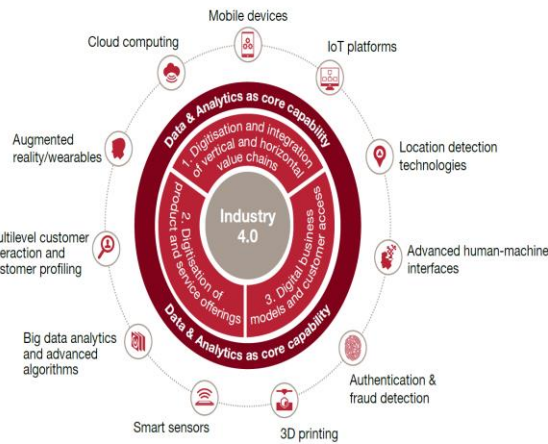 Mobile devices
Cloud computing
IoT platforms
Augmented
reality/wearables
Location detection
technologies
Data & Analytics as core capability
1. Digitisation and integration
of vertical and horizontal
value chains
Industry
4.0
2. Digitisation of
product and service offerings
3. Digital business
models and customer access
Data & Analytics as core capability
ultilevel customer
eraction and
stomer profiling
Advanced human-machine
interfaces
Big data analytics
and advanced
algorithms
Authentication &
fraud detection
Smart sensors
3D printing